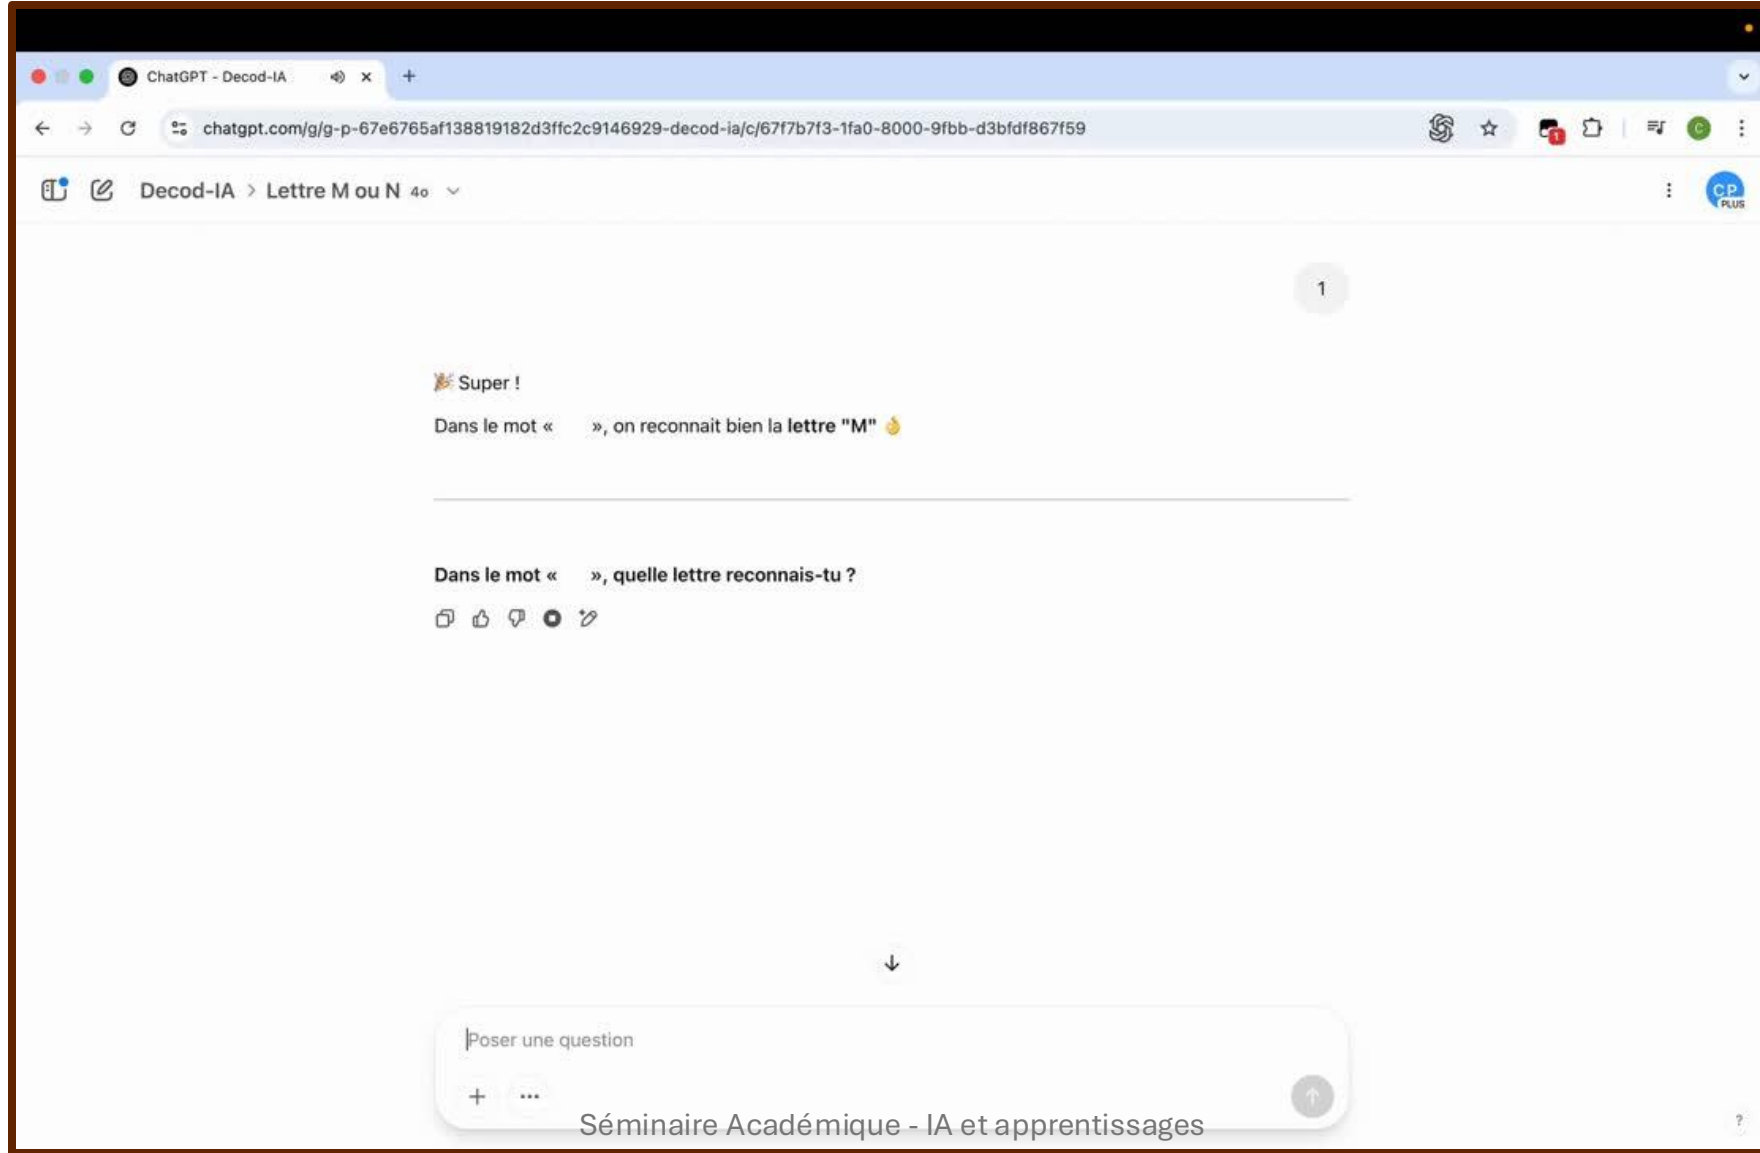 ChatGPT - Decod-IA
chatgpt.com/g/g-p-67e6765af138819182d3ffc2c9146929-decod-ia/c/67f7b7f3-1fa0-8000-9fbb-d3bfdf867f59
1
C
Decod-IA > Lettre M ou N 4o
CP
PLUS
1
🎉 Super !
Dans le mot «      », on reconnait bien la lettre "M" 👌
Dans le mot «      », quelle lettre reconnais-tu ?
Poser une question
Séminaire Académique - IA et apprentissages
?